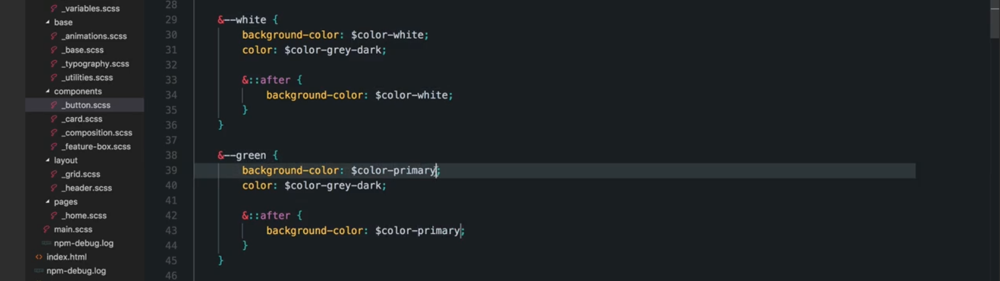 _variables.scss
base
_animations.scss
_base.scss
_typography.scss
_utilities.scss
components
_button.scss
_card.scss
_composition.scss
_feature-box.scss
layout
_grid.scss
_header.scss
pages
_home.scss
main.scss
npm-debug.log
<> index.html
npm-debug.log
28
29 &--white {
30 background-color: $color-white;
31 color: $color-grey-dark;
32
33 &::after {
34 background-color: $color-white;
35 }
36 }
37
38 &--green {
39 background-color: $color-primary;
40 color: $color-grey-dark;
41
42 &::after {
43 background-color: $color-primary;
44 }
45 }
46